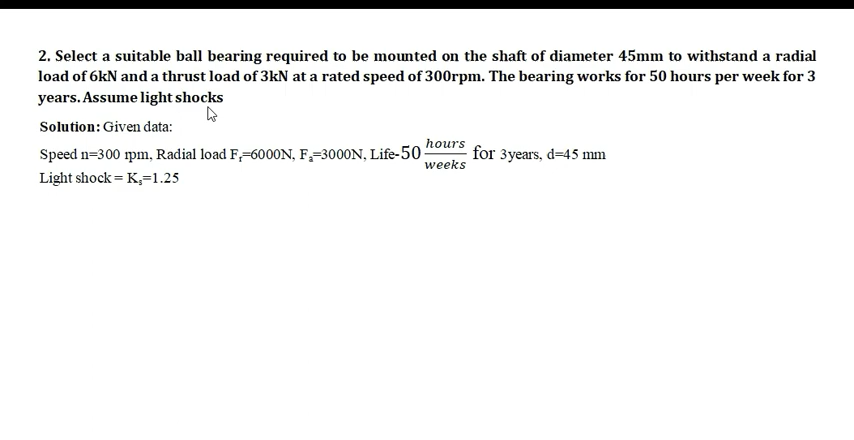 2. Select a suitable ball bearing required to be mounted on the shaft of diameter 45mm to withstand a radial
load of 6kN and a thrust load of 3kN at a rated speed of 300rpm. The bearing works for 50 hours per week for 3
years. Assume light shocks
Solution: Given data:
Speed n=300 rpm, Radial load Fr=6000N, Fa=3000N, Life-50 hours/weeks for 3years, d=45 mm
Light shock = Ks=1.25